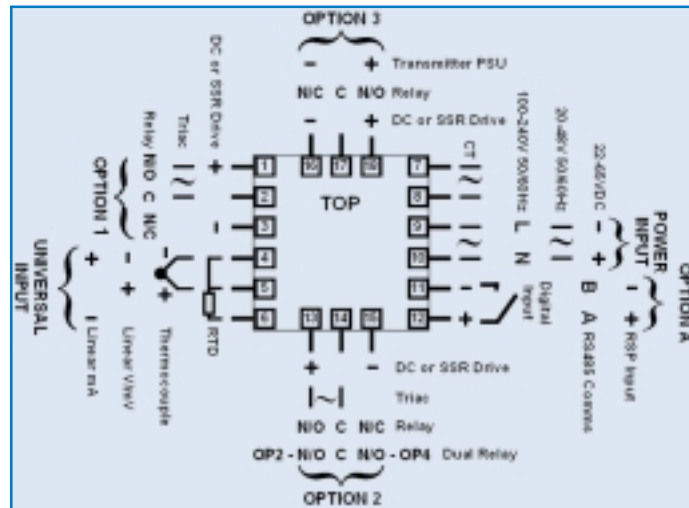 OPTION 3
- + Transmitter PSU
N/C C N/O Relay
- + DC or SSR Drive
DC or SSR Drive
+ -
Triac
~
Relay N/O C N/C
OPTION 1
16 17 18
TOP
1
2
3
4
5
6
7
8
9
10
11
12
13 14 15
CT
~
100-240V 50/60Hz
L N
20-48V 50/60Hz
~
22-65VDC
- +
POWER INPUT
OPTION A
- + RSP Input
B A RS485 Comms
Digital Input
- +
RTD
- + Thermocouple
- + Linear V/mV
+ - Linear mA
UNIVERSAL INPUT
+ - DC or SSR Drive
~ Triac
N/O C N/C Relay
OP2 - N/O C N/O - OP4 Dual Relay
OPTION 2